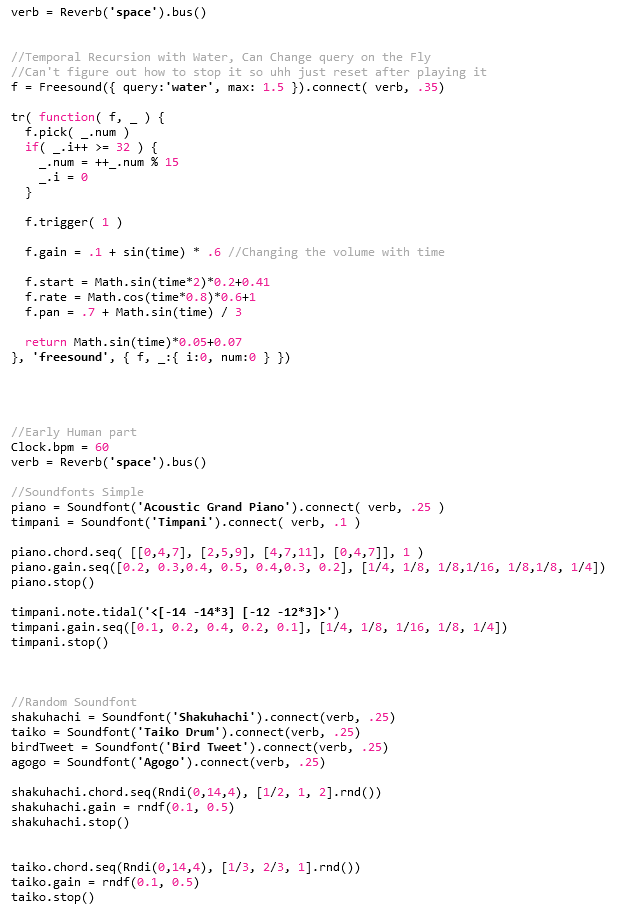 verb = Reverb('space').bus()
//Temporal Recursion with Water, Can Change query on the Fly
//Can't figure out how to stop it so uhh just reset after playing it
f = Freesound({ query:'water', max: 1.5 }).connect( verb, .35)
tr( function( f, _ ) {
  f.pick( _.num )
  if( _.i++ >= 32 ) {
    _.num = ++_.num % 15
    _.i = 0
  }
  f.trigger( 1 )
  f.gain = .1 + sin(time) * .6 //Changing the volume with time
  f.start = Math.sin(time*2)*0.2+0.41
  f.rate = Math.cos(time*0.8)*0.6+1
  f.pan = .7 + Math.sin(time) / 3
  return Math.sin(time)*0.05+0.07
}, 'freesound', { f, _:{ i:0, num:0 } })
//Early Human part
Clock.bpm = 60
verb = Reverb('space').bus()
//Soundfonts Simple
piano = Soundfont('Acoustic Grand Piano').connect( verb, .25 )
timpani = Soundfont('Timpani').connect( verb, .1 )
piano.chord.seq( [[0,4,7], [2,5,9], [4,7,11], [0,4,7]], 1 )
piano.gain.seq([0.2, 0.3,0.4, 0.5, 0.4,0.3, 0.2], [1/4, 1/8, 1/8,1/16, 1/8,1/8, 1/4])
piano.stop()
timpani.note.tidal('<[-14 -14*3] [-12 -12*3]>')
timpani.gain.seq([0.1, 0.2, 0.4, 0.2, 0.1], [1/4, 1/8, 1/16, 1/8, 1/4])
timpani.stop()
//Random Soundfont
shakuhachi = Soundfont('Shakuhachi').connect(verb, .25)
taiko = Soundfont('Taiko Drum').connect(verb, .25)
birdTweet = Soundfont('Bird Tweet').connect(verb, .25)
agogo = Soundfont('Agogo').connect(verb, .25)
shakuhachi.chord.seq(Rndi(0,14,4), [1/2, 1, 2].rnd())
shakuhachi.gain = rndf(0.1, 0.5)
shakuhachi.stop()
taiko.chord.seq(Rndi(0,14,4), [1/3, 2/3, 1].rnd())
taiko.gain = rndf(0.1, 0.5)
taiko.stop()